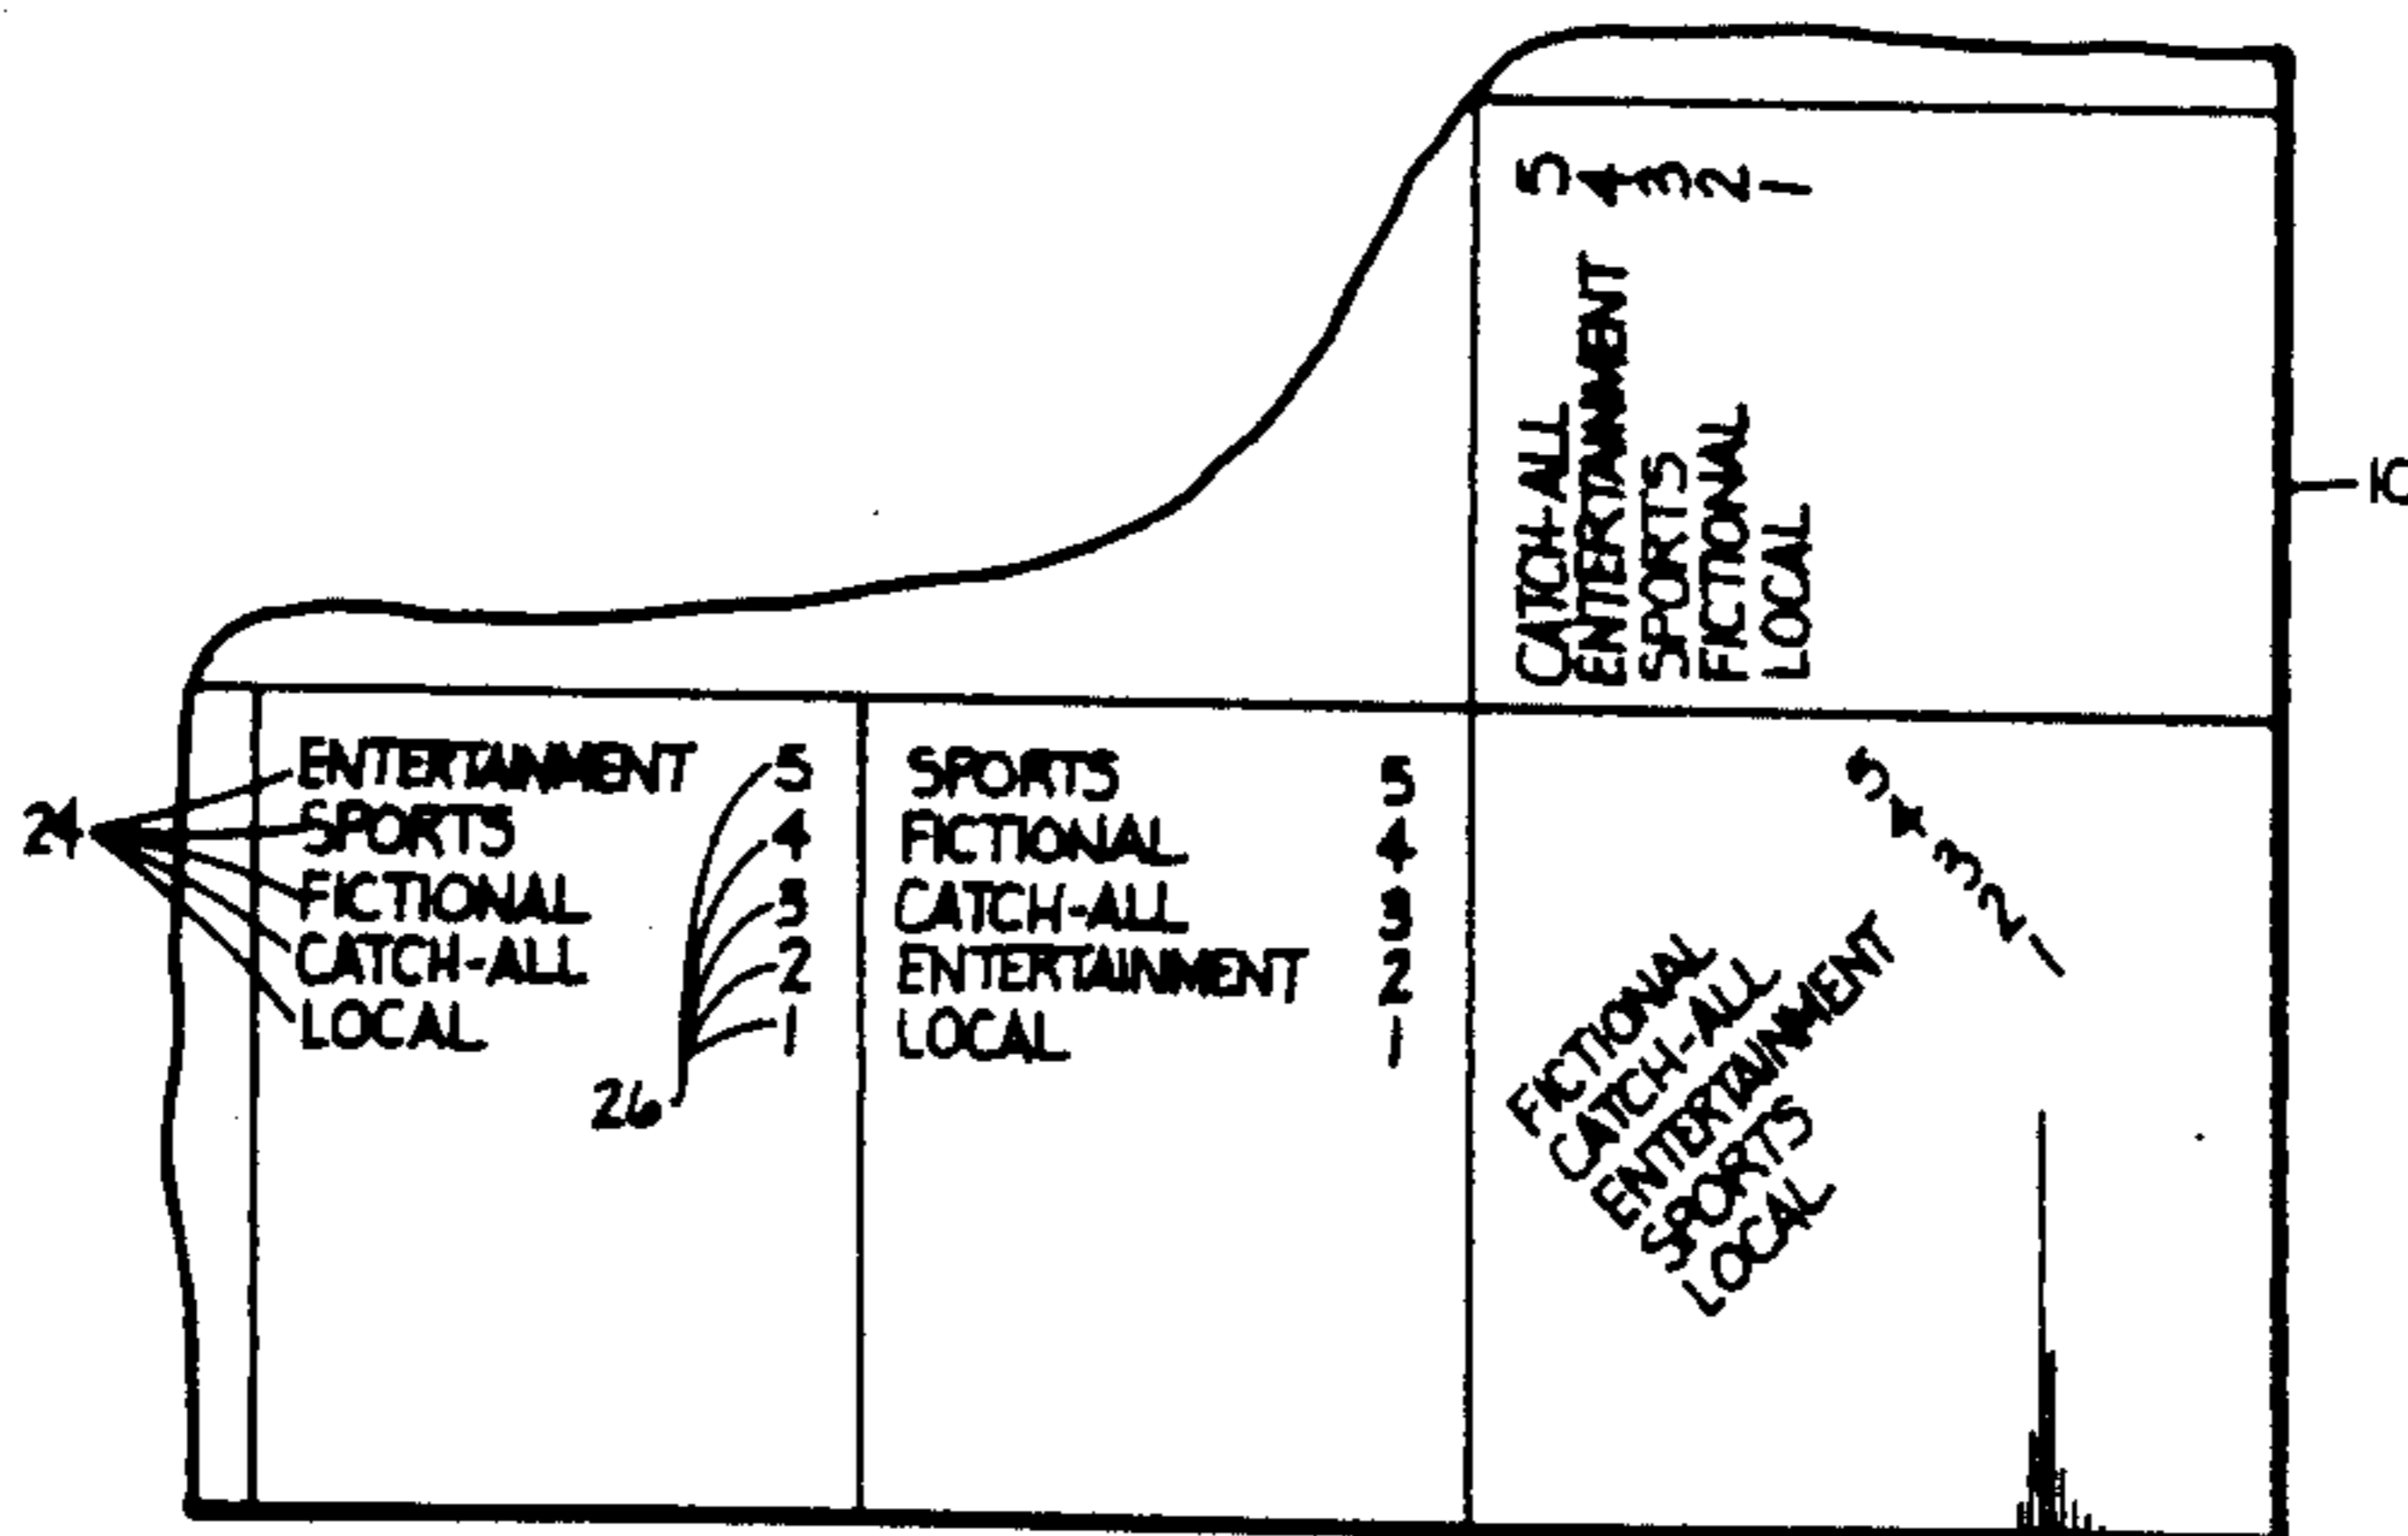 CATCH-ALL 5
ENTERTAINMENT 4
SPORTS 3
FICTIONAL 2
LOCAL 1
10
24
ENTERTAINMENT 5
SPORTS 4
FICTIONAL 3
CATCH-ALL 2
LOCAL 1
26
SPORTS 5
FICTIONAL 4
CATCH-ALL 3
ENTERTAINMENT 2
LOCAL 1
FICTIONAL 5
CATCH-ALL 4
ENTERTAINMENT 3
SPORTS 2
LOCAL 1